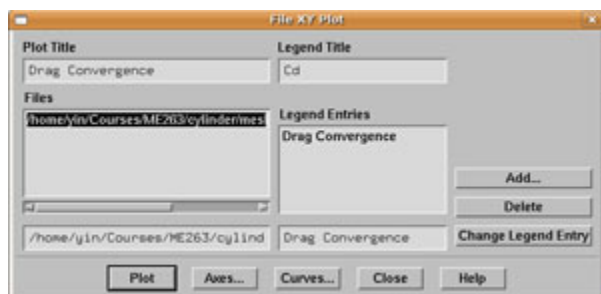 File XY Plot
Plot Title
Legend Title
Drag Convergence
Cd
Files
Legend Entries
/home/yin/Courses/ME263/cylinder/mes
Drag Convergence
Add...
Delete
/home/yin/Courses/ME263/cylind
Drag Convergence
Change Legend Entry
Plot
Axes...
Curves...
Close
Help